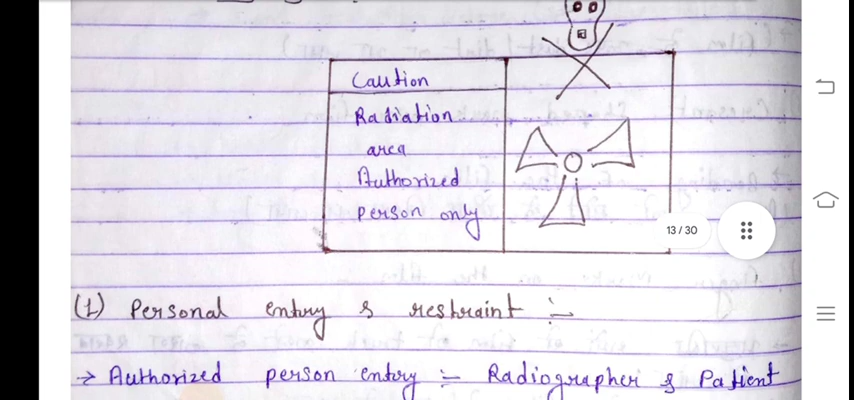 Caution
Radiation
area
Authorized
person only
13 / 30
(1) Personal entry & restraint :-
→ Authorized person entry :- Radiographer & Patient